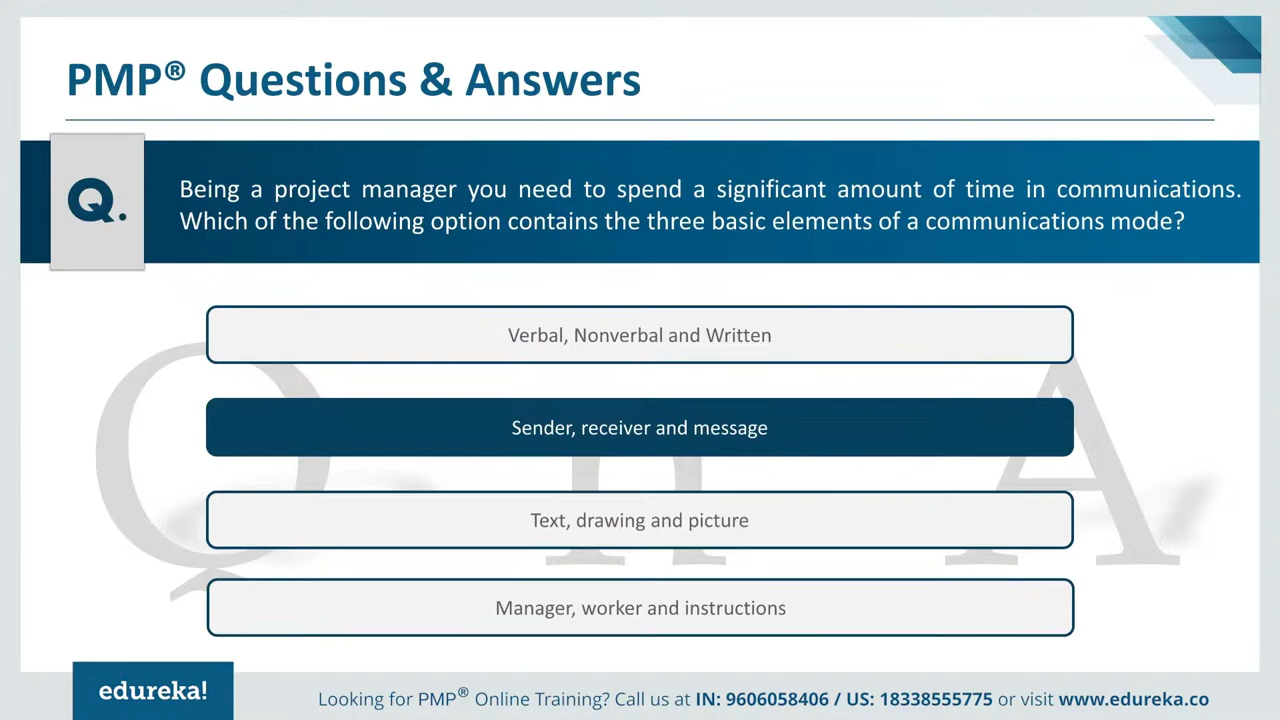 PMP® Questions & Answers
Q.
Being a project manager you need to spend a significant amount of time in communications.
Which of the following option contains the three basic elements of a communications mode?
Verbal, Nonverbal and Written
Sender, receiver and message
Text, drawing and picture
Manager, worker and instructions
Q n A
edureka!
Looking for PMP® Online Training? Call us at IN: 9606058406 / US: 18338555775 or visit www.edureka.co